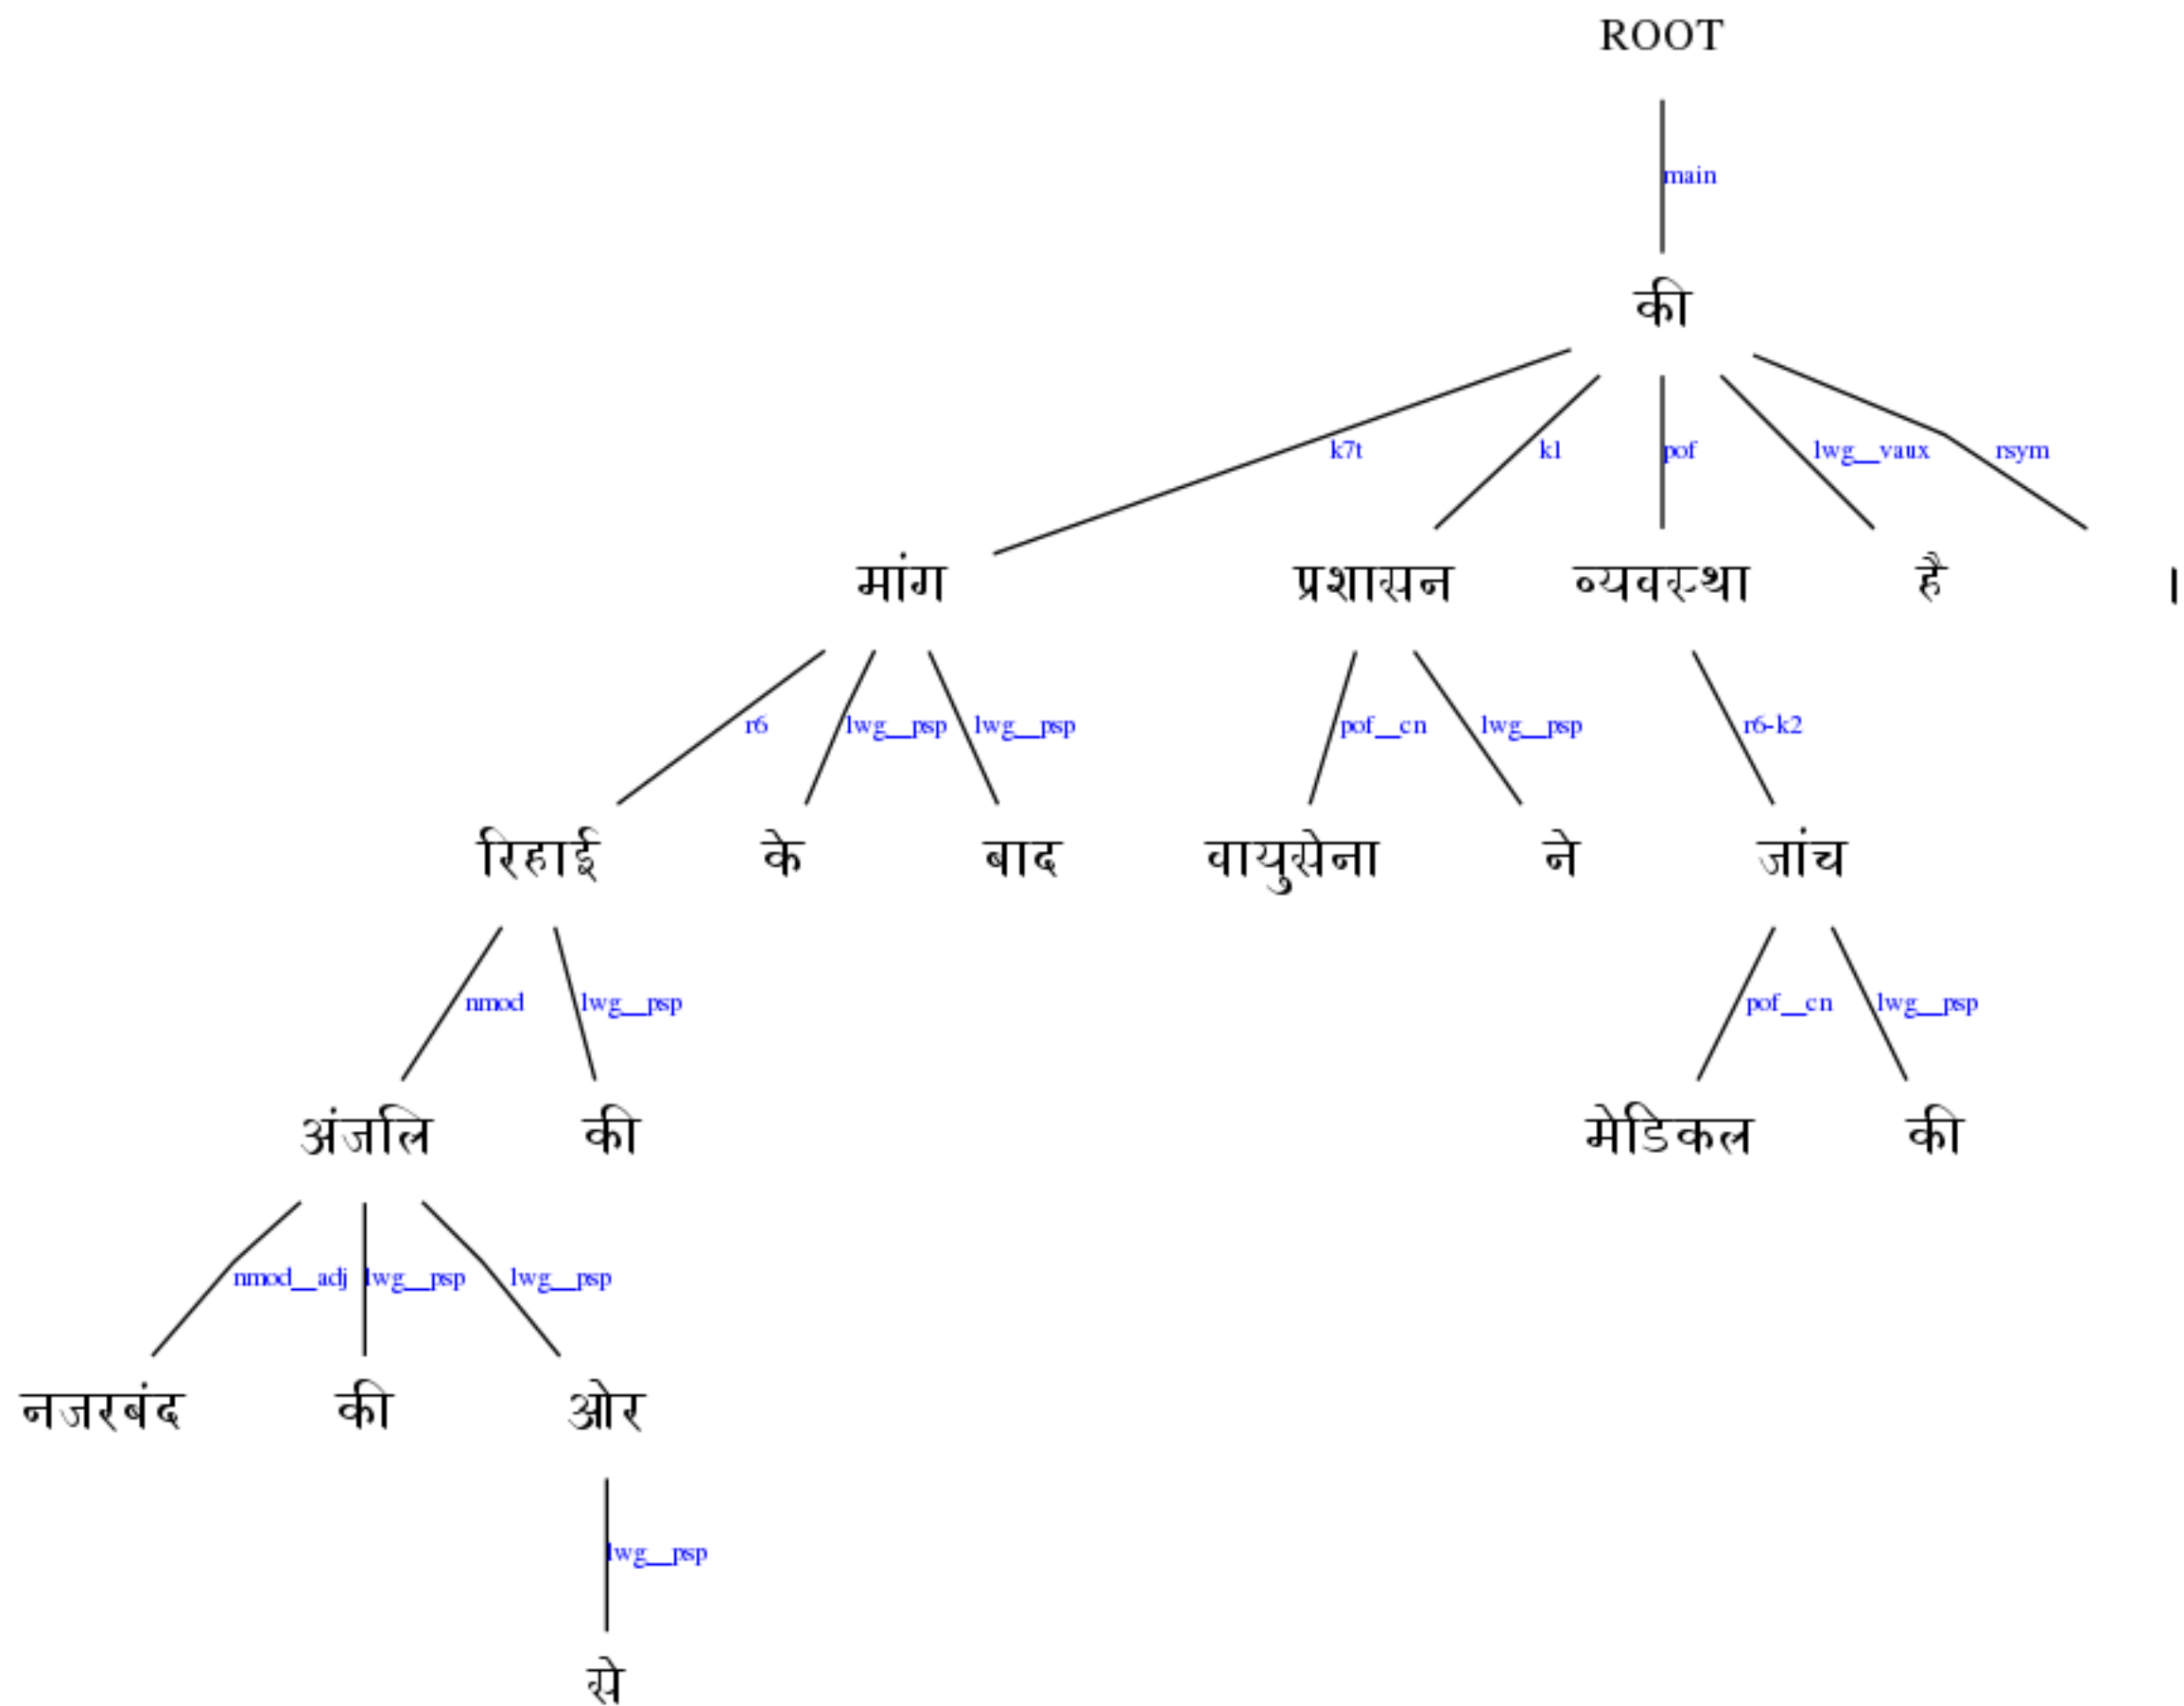 ROOT
main
की
k7t k1 pof lwg__vaux rsym
मांग प्रशासन व्यवस्था है ।
r6 lwg__psp lwg__psp pof__cn lwg__psp r6-k2
रिहाई के बाद वायुसेना ने जांच
nmod lwg__psp pof__cn lwg__psp
अंजलि की मेडिकल की
nmod__adj lwg__psp lwg__psp
नजरबंद की ओर
lwg__psp
से